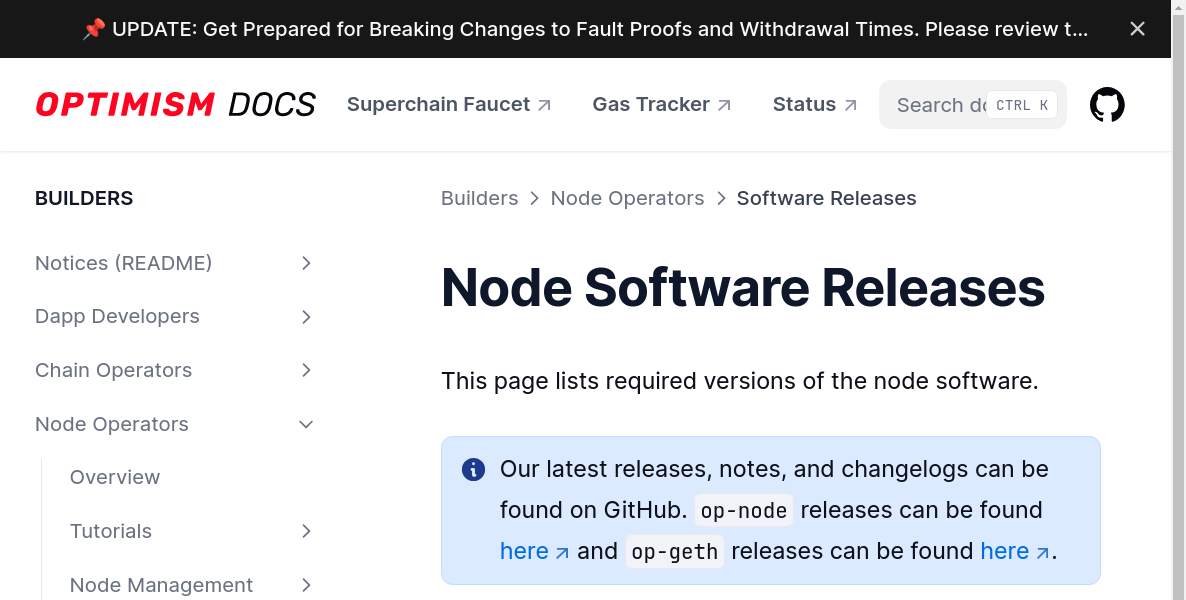 📌 UPDATE: Get Prepared for Breaking Changes to Fault Proofs and Withdrawal Times. Please review t...
OPTIMISM DOCS
Superchain Faucet
Gas Tracker
Status
Search do
CTRL K
BUILDERS
Notices (README)
Dapp Developers
Chain Operators
Node Operators
Overview
Tutorials
Node Management
Builders > Node Operators > Software Releases
Node Software Releases
This page lists required versions of the node software.
Our latest releases, notes, and changelogs can be
found on GitHub. op-node releases can be found
here ↗ and op-geth releases can be found here ↗.